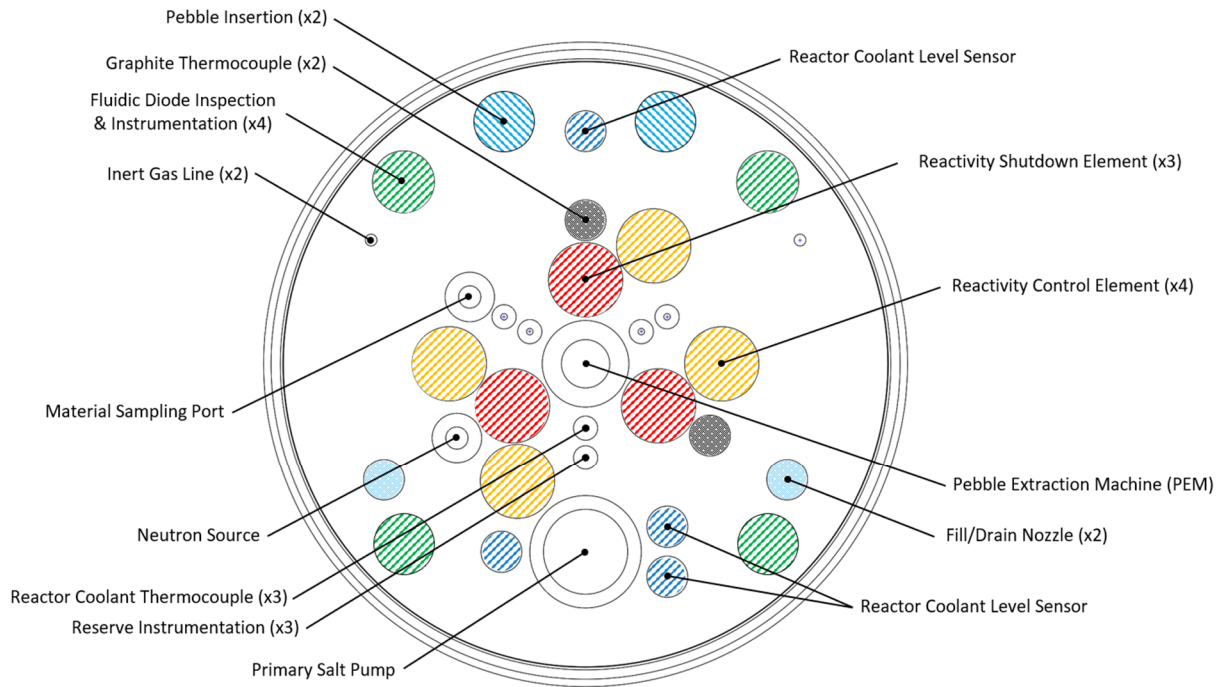 Pebble Insertion (x2)
Graphite Thermocouple (x2)
Fluidic Diode Inspection
& Instrumentation (x4)
Inert Gas Line (x2)
Material Sampling Port
Neutron Source
Reactor Coolant Thermocouple (x3)
Reserve Instrumentation (x3)
Primary Salt Pump
Reactor Coolant Level Sensor
Reactivity Shutdown Element (x3)
Reactivity Control Element (x4)
Pebble Extraction Machine (PEM)
Fill/Drain Nozzle (x2)
Reactor Coolant Level Sensor